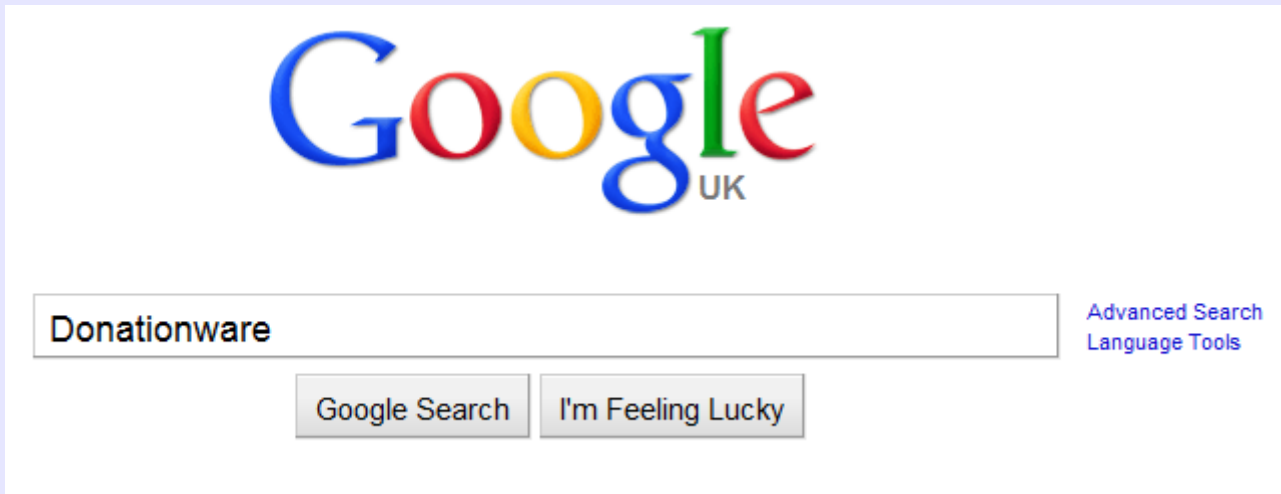 Google
UK
Donationware
Advanced Search
Language Tools
Google Search
I'm Feeling Lucky